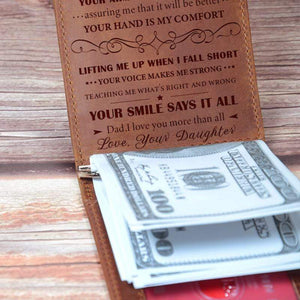 ...assuring me that it will be better...
YOUR HAND IS MY COMFORT
LIFTING ME UP WHEN I FALL SHORT
YOUR VOICE MAKES ME STRONG
TEACHING ME WHAT'S RIGHT AND WRONG
YOUR SMILE SAYS IT ALL
Dad, I love you more than all
Love, Your Daughter
100
100